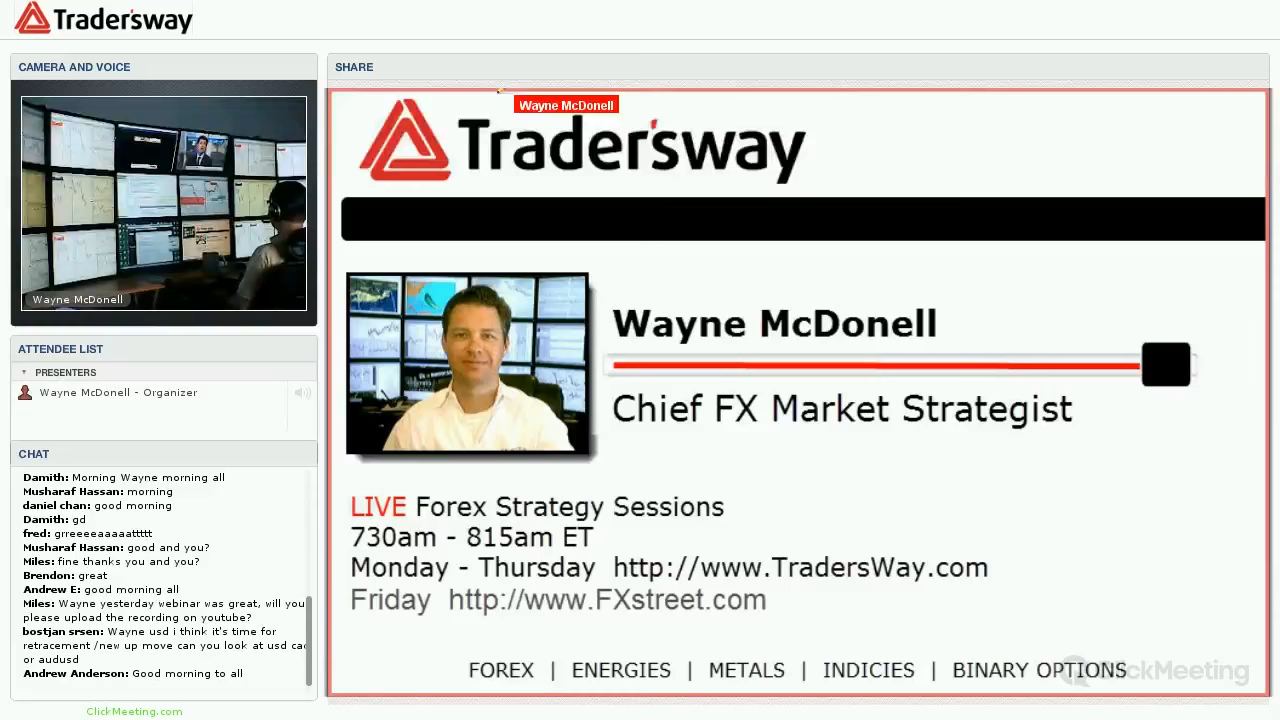 Trader'sway
CAMERA AND VOICE
Wayne McDonell
ATTENDEE LIST
PRESENTERS
Wayne McDonell - Organizer
CHAT
Damith: Morning Wayne morning all
Musharaf Hassan: morning
daniel chan: good morning
Damith: gd
fred: grreeeeaaaaattttt
Musharaf Hassan: good and you?
Miles: fine thanks you and you?
Brendon: great
Andrew E: good morning all
Miles: Wayne yesterday webinar was great, will you
please upload the recording on youtube?
bostjan srsen: Wayne usd i think it's time for
retracement /new up move can you look at usd cad
or audusd
Andrew Anderson: Good morning to all
ClickMeeting.com
SHARE
Wayne McDonell
Trader'sway
Wayne McDonell
Chief FX Market Strategist
LIVE Forex Strategy Sessions
730am - 815am ET
Monday - Thursday http://www.TradersWay.com
Friday http://www.FXstreet.com
FOREX | ENERGIES | METALS | INDICIES | BINARY OPTIONS
ClickMeeting